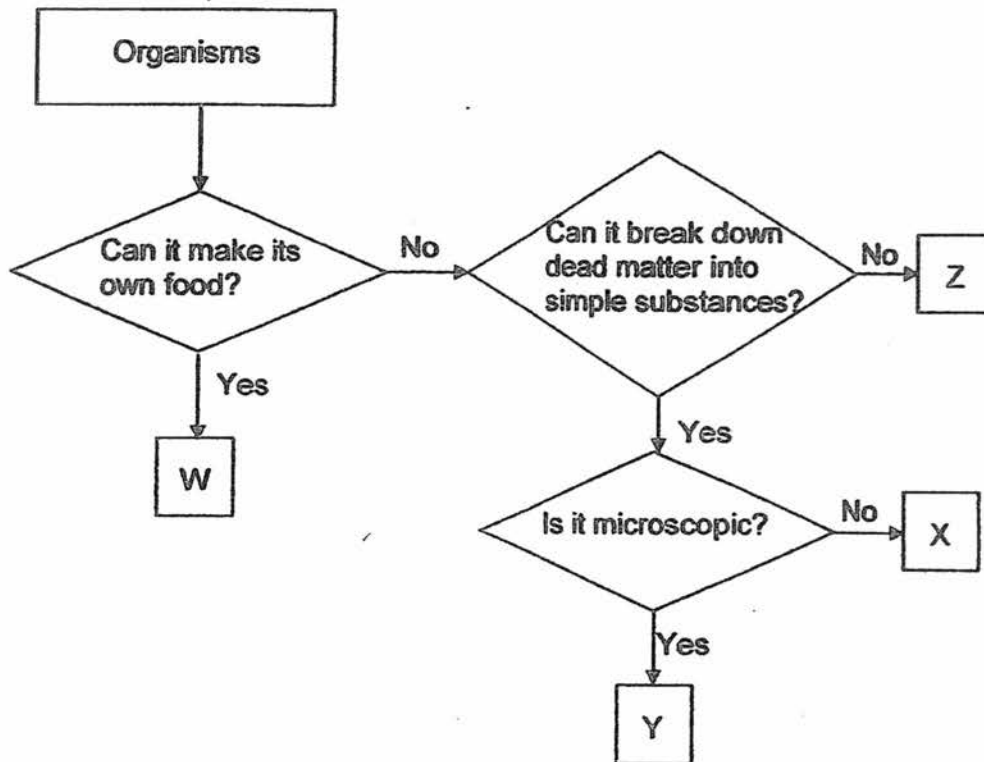 Organisms
Can it make its
own food?
No
Can it break down
dead matter into
simple substances?
No
Z
Yes
W
Yes
Is it microscopic?
No
X
Yes
Y